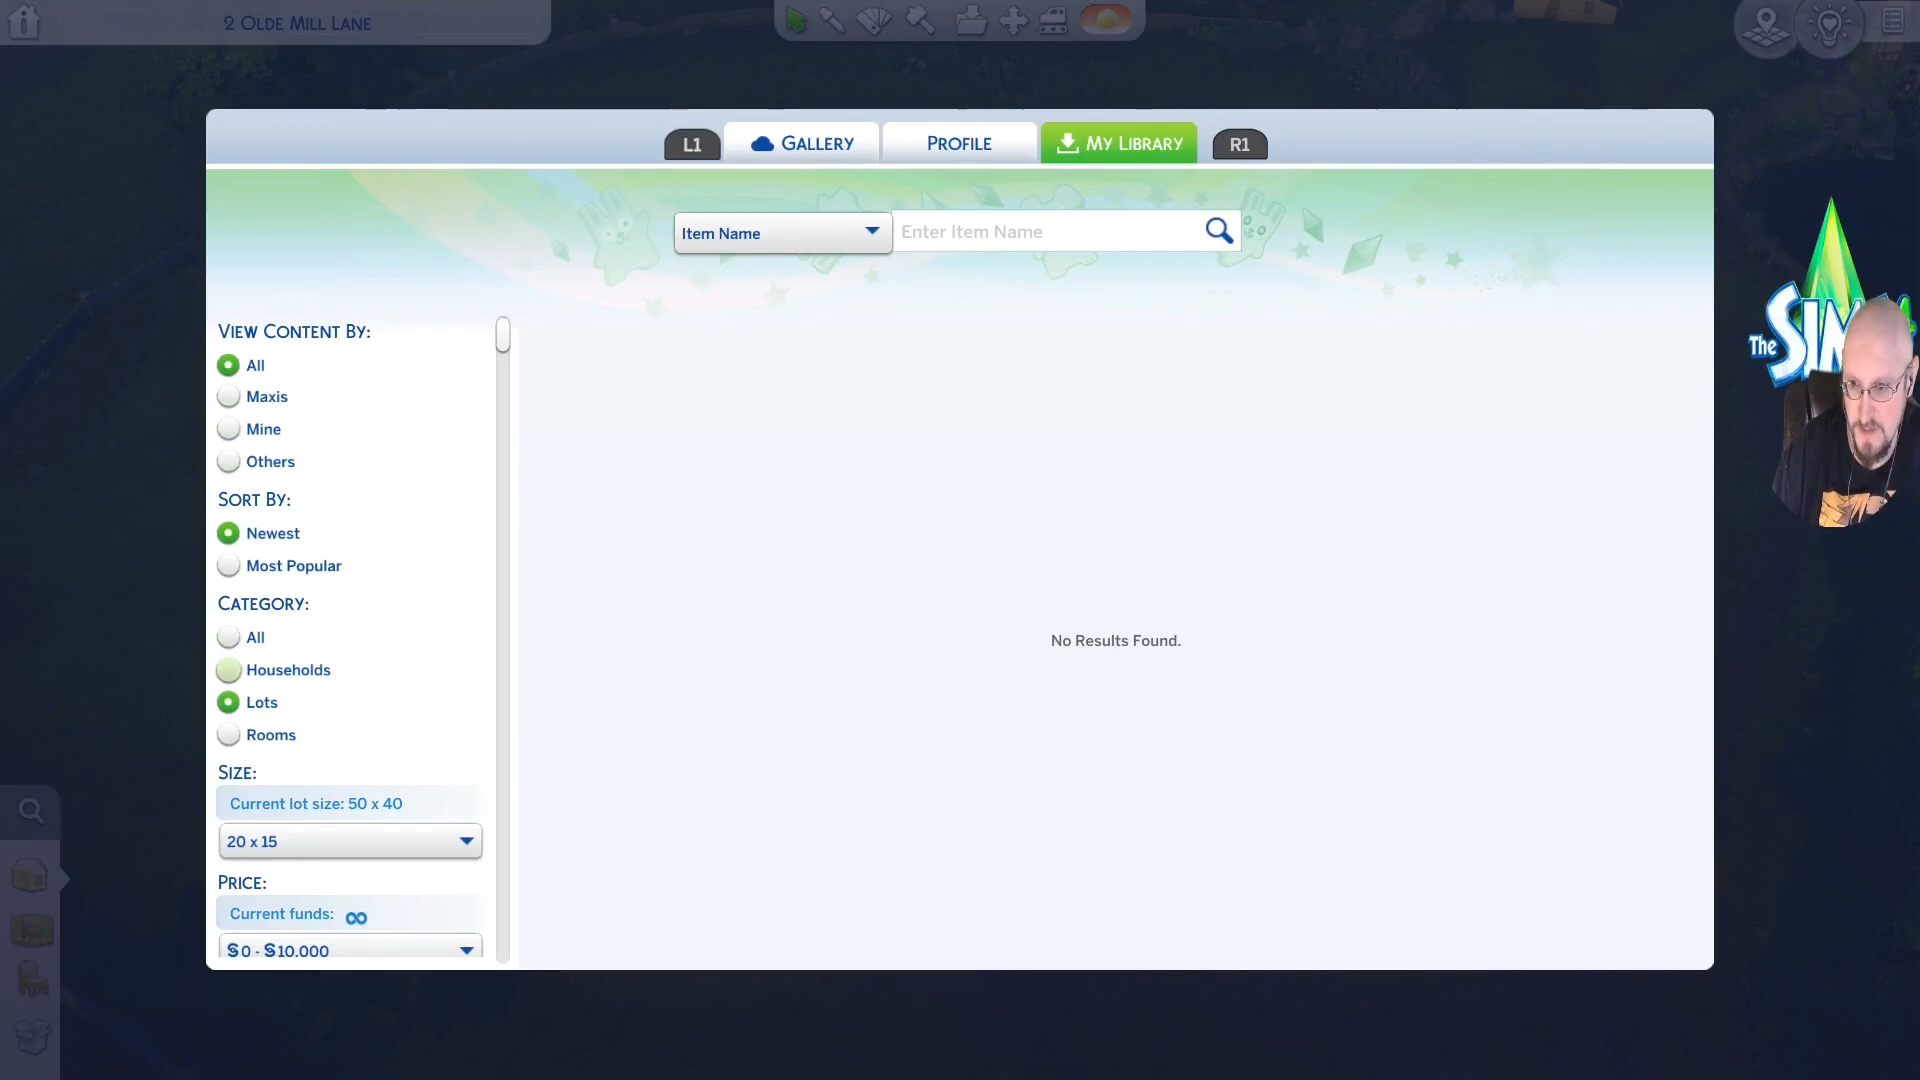 2 Olde Mill Lane
L1
Gallery
Profile
My Library
R1
Item Name
Enter Item Name
View Content By:
All
Maxis
Mine
Others
Sort By:
Newest
Most Popular
Category:
All
Households
Lots
Rooms
Size:
Current lot size: 50 x 40
20 x 15
Price:
Current funds: ∞
§0 - §10,000
No Results Found.
The